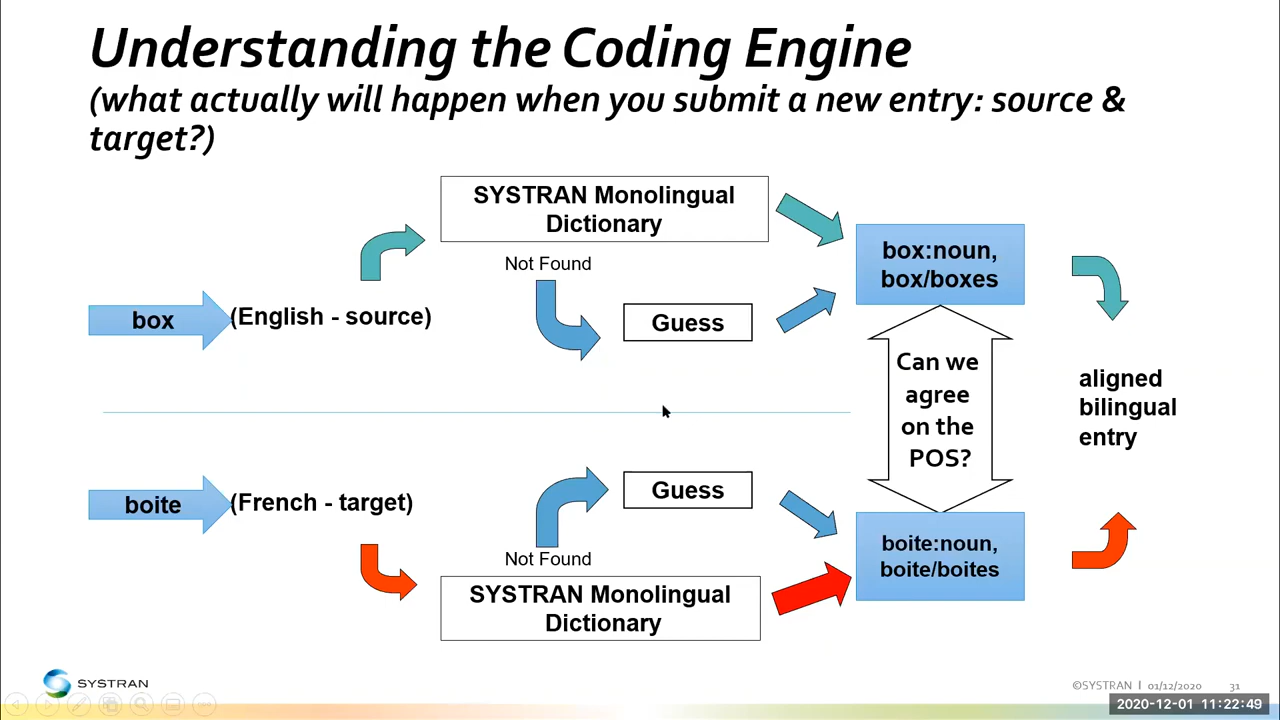 Understanding the Coding Engine
(what actually will happen when you submit a new entry: source &
target?)
SYSTRAN Monolingual
Dictionary
Not Found
box
(English - source)
Guess
box:noun,
box/boxes
Can we
agree
on the
POS?
aligned
bilingual
entry
boite
(French - target)
Guess
Not Found
SYSTRAN Monolingual
Dictionary
boite:noun,
boite/boites
SYSTRAN
©SYSTRAN | 01/12/2020 31
2020-12-01 11:22:49